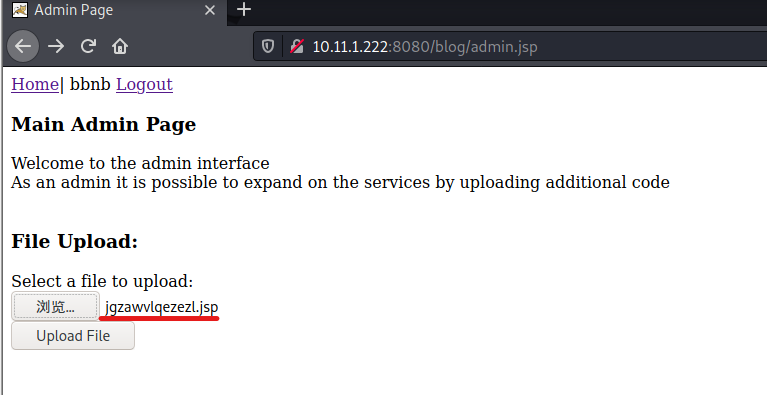 Admin Page
10.11.1.222:8080/blog/admin.jsp
Home| bbnb Logout
Main Admin Page
Welcome to the admin interface
As an admin it is possible to expand on the services by uploading additional code
File Upload:
Select a file to upload:
浏览... jgzawvlqezezl.jsp
Upload File